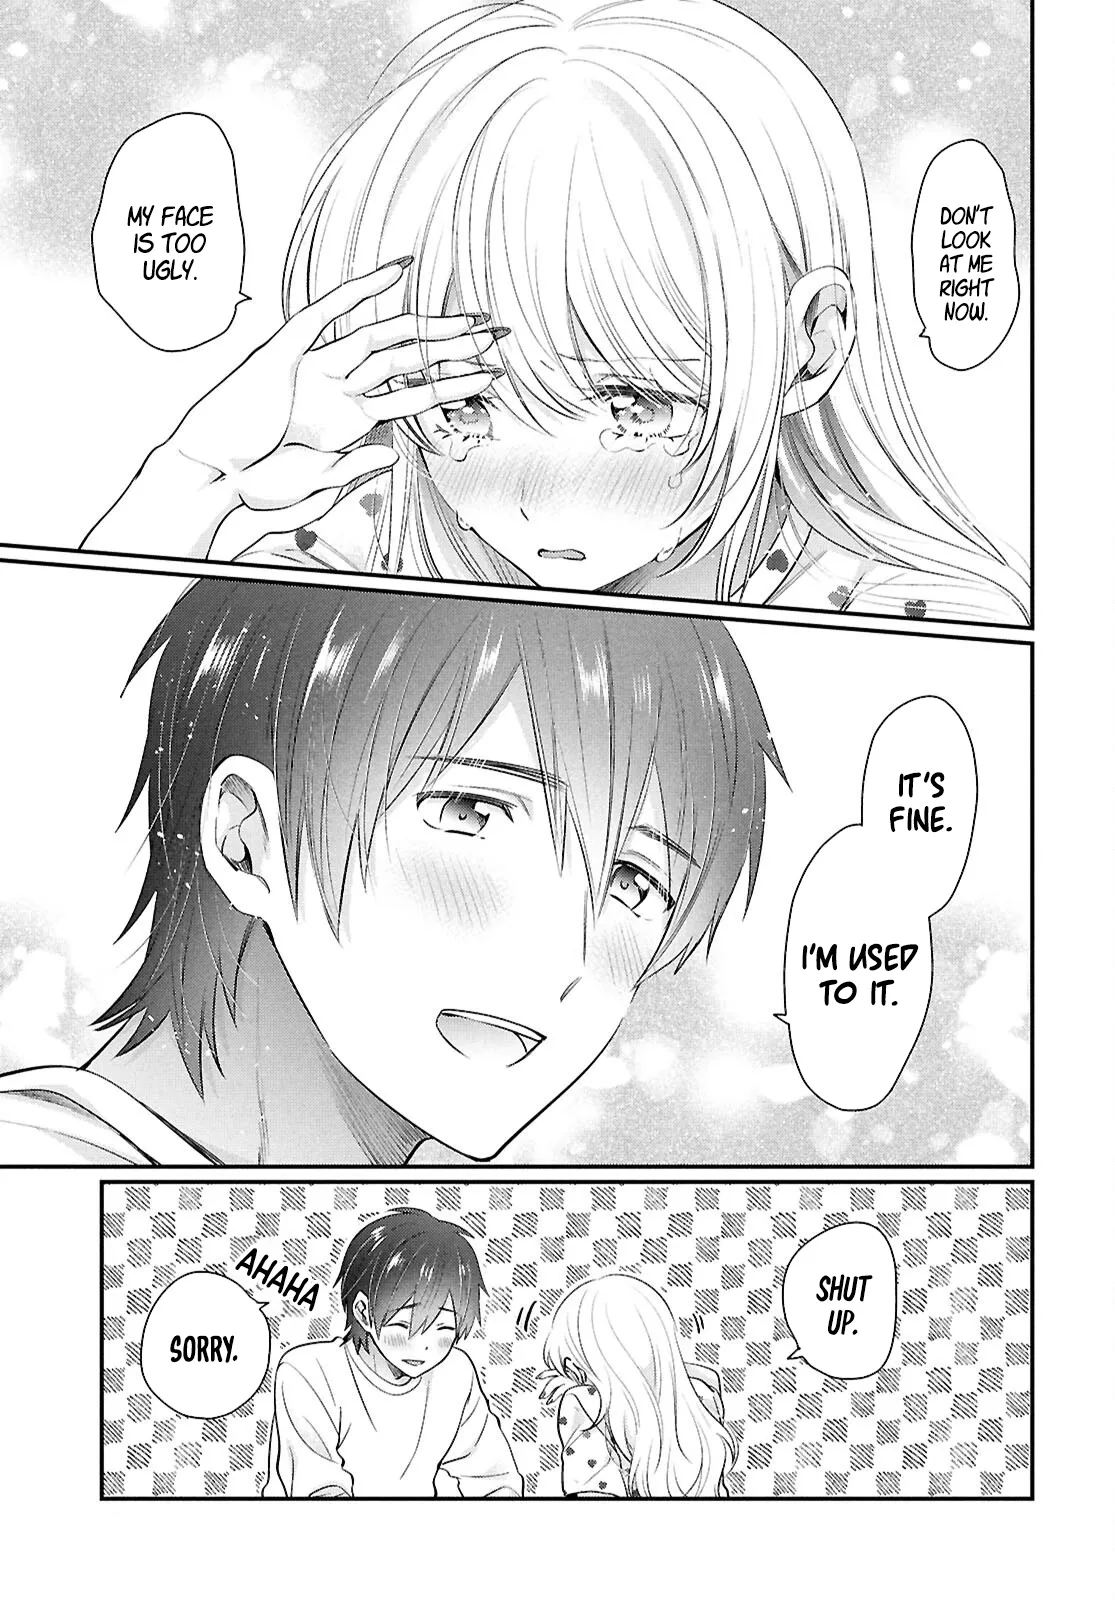 DON'T
LOOK
AT ME
RIGHT
NOW.
MY FACE
IS TOO
UGLY.
IT'S
FINE.
I'M USED
TO IT.
SHUT
UP.
AHAHA
SORRY.